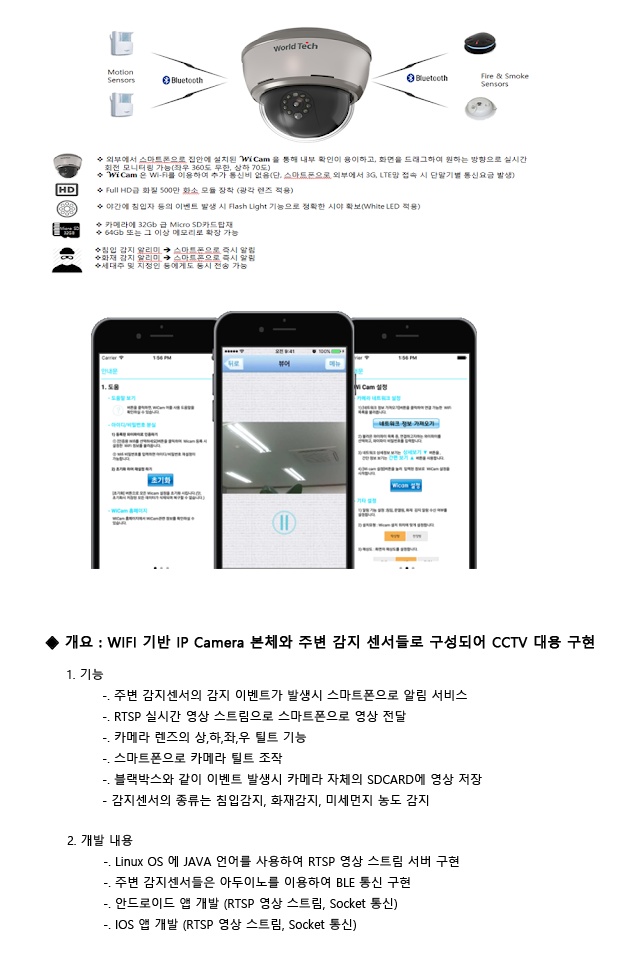 World Tech
Motion
Sensors
Bluetooth
Bluetooth
Fire & Smoke
Sensors
❖ 외부에서 스마트폰으로 집안에 설치된 Wi Cam 을 통해 내부 확인이 용이하고, 화면을 드래그하여 원하는 방향으로 실시간
회전 모니터링 가능(좌우 360도 무한, 상하 70도)
❖ Wi Cam 은 Wi-Fi를 이용하여 추가 통신비 없음(단, 스마트폰으로 외부에서 3G, LTE망 접속 시 단말기별 통신요금 발생)
HD
❖ Full HD급 화질 500만 화소 모듈 장착 (광각 렌즈 적용)
❖ 야간에 침입자 등의 이벤트 발생 시 Flash Light 기능으로 정확한 시야 확보(White LED 적용)
Micro SD
32GB
❖ 카메라에 32Gb 급 Micro SD카드탑재
❖ 64Gb 또는 그 이상 메모리로 확장 가능
❖침입 감지 알리미 ➔ 스마트폰으로 즉시 알림
❖화재 감지 알리미 ➔ 스마트폰으로 즉시 알림
❖세대주 및 지정인 등에게도 동시 전송 가능
Carrier 1:56 PM
안내문
1. 도움
· 도움말 보기
· 아이디/비밀번호 분실
초기화
· WiCam 홈페이지
오전 9:41 100%
뒤로 뷰어 메뉴
1:56 PM
Wi Cam 설정
네트워크 정보 가져오기
Wicam 설정
◈ 개요 : WIFI 기반 IP Camera 본체와 주변 감지 센서들로 구성되어 CCTV 대용 구현
1. 기능
-. 주변 감지센서의 감지 이벤트가 발생시 스마트폰으로 알림 서비스
-. RTSP 실시간 영상 스트림으로 스마트폰으로 영상 전달
-. 카메라 렌즈의 상,하,좌,우 틸트 기능
-. 스마트폰으로 카메라 틸트 조작
-. 블랙박스와 같이 이벤트 발생시 카메라 자체의 SDCARD에 영상 저장
- 감지센서의 종류는 침입감지, 화재감지, 미세먼지 농도 감지
2. 개발 내용
-. Linux OS 에 JAVA 언어를 사용하여 RTSP 영상 스트림 서버 구현
-. 주변 감지센서들은 아두이노를 이용하여 BLE 통신 구현
-. 안드로이드 앱 개발 (RTSP 영상 스트림, Socket 통신)
-. IOS 앱 개발 (RTSP 영상 스트림, Socket 통신)